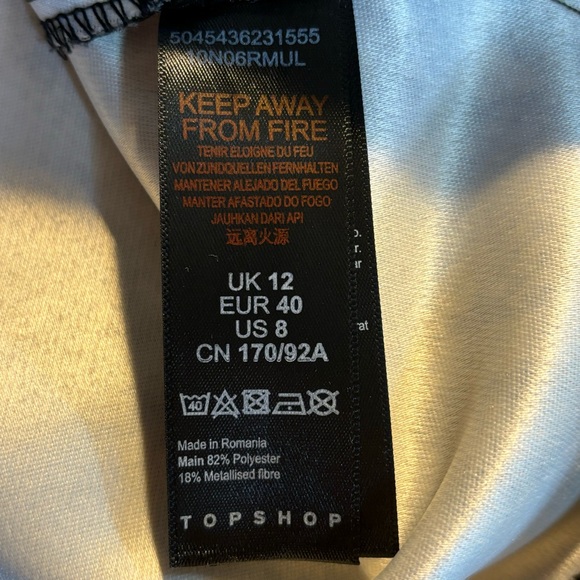 5045436231555
10N06RMUL
KEEP AWAY
FROM FIRE
TENIR ELOIGNE DU FEU
VON ZUNDQUELLEN FERNHALTEN
MANTENER ALEJADO DEL FUEGO
MANTER AFASTADO DO FOGO
JAUHKAN DARI API
远离火源
UK 12
EUR 40
US 8
CN 170/92A
40
Made in Romania
Main 82% Polyester
18% Metallised fibre
TOPSHOP